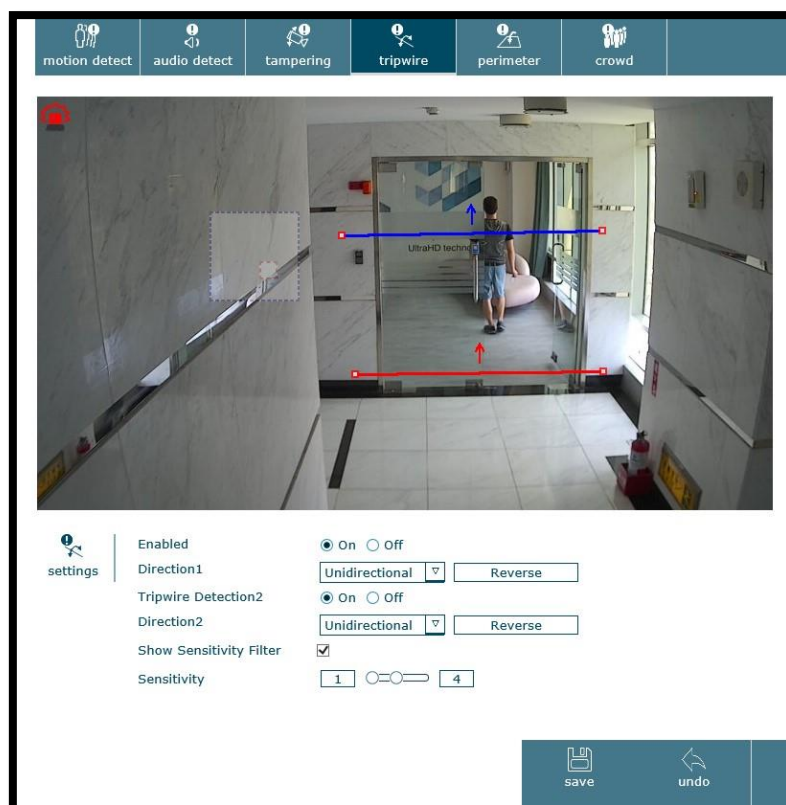 motion detect audio detect tampering tripwire perimeter crowd
UltraHD techno
settings
Enabled On Off
Direction1 Unidirectional Reverse
Tripwire Detection2 On Off
Direction2 Unidirectional Reverse
Show Sensitivity Filter
Sensitivity 1 4
save undo